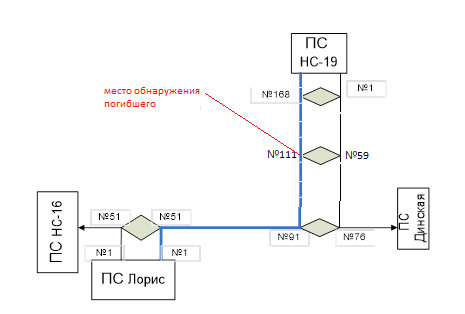 ПС
НС-19
место обнаружения
погибшего
№168
№1
№111
№59
ПС НС-16
№51
№51
№91
№76
ПС
Динская
№1
№1
ПС Лорис